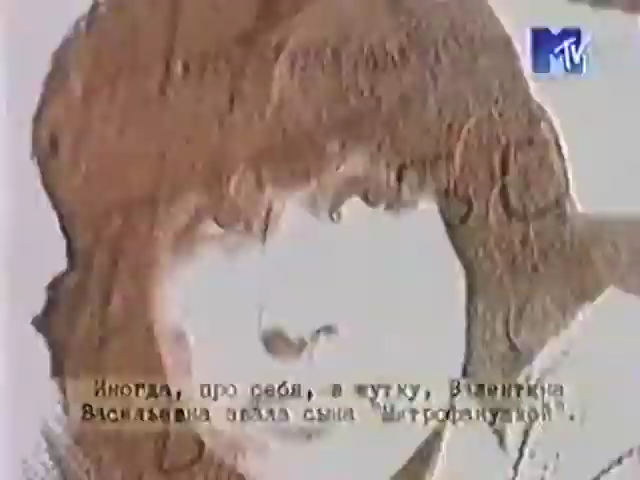 MTV
Иногда, про себя, в шутку, Валентина
Васильевна звала сына "Митрофанушкой".